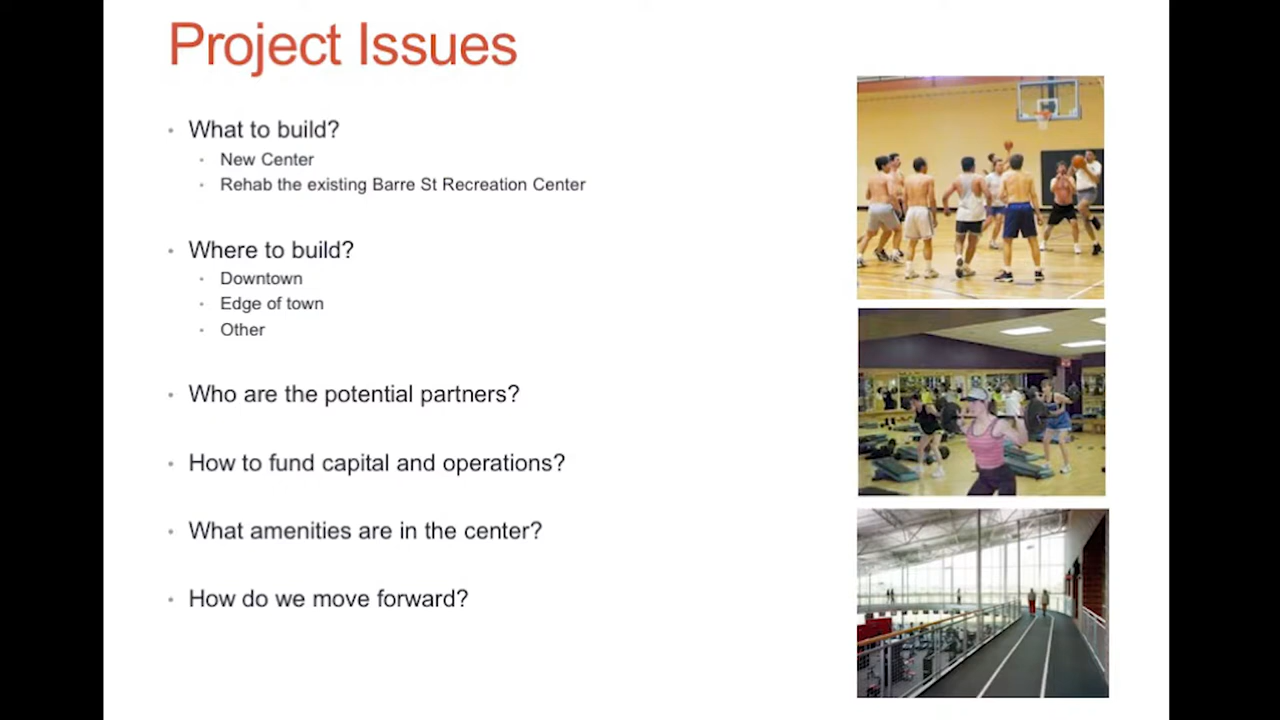 Project Issues
• What to build?
• New Center
• Rehab the existing Barre St Recreation Center
• Where to build?
• Downtown
• Edge of town
• Other
• Who are the potential partners?
• How to fund capital and operations?
• What amenities are in the center?
• How do we move forward?